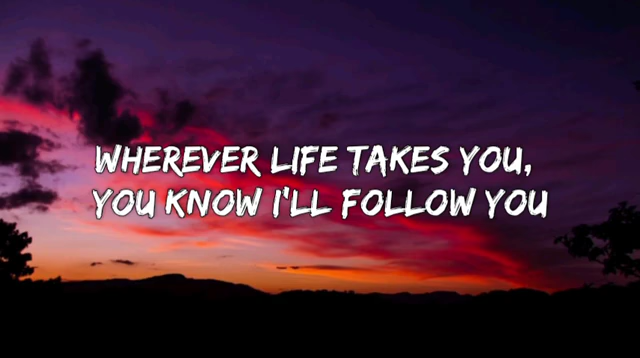 WHEREVER LIFE TAKES YOU,
YOU KNOW I'LL FOLLOW YOU